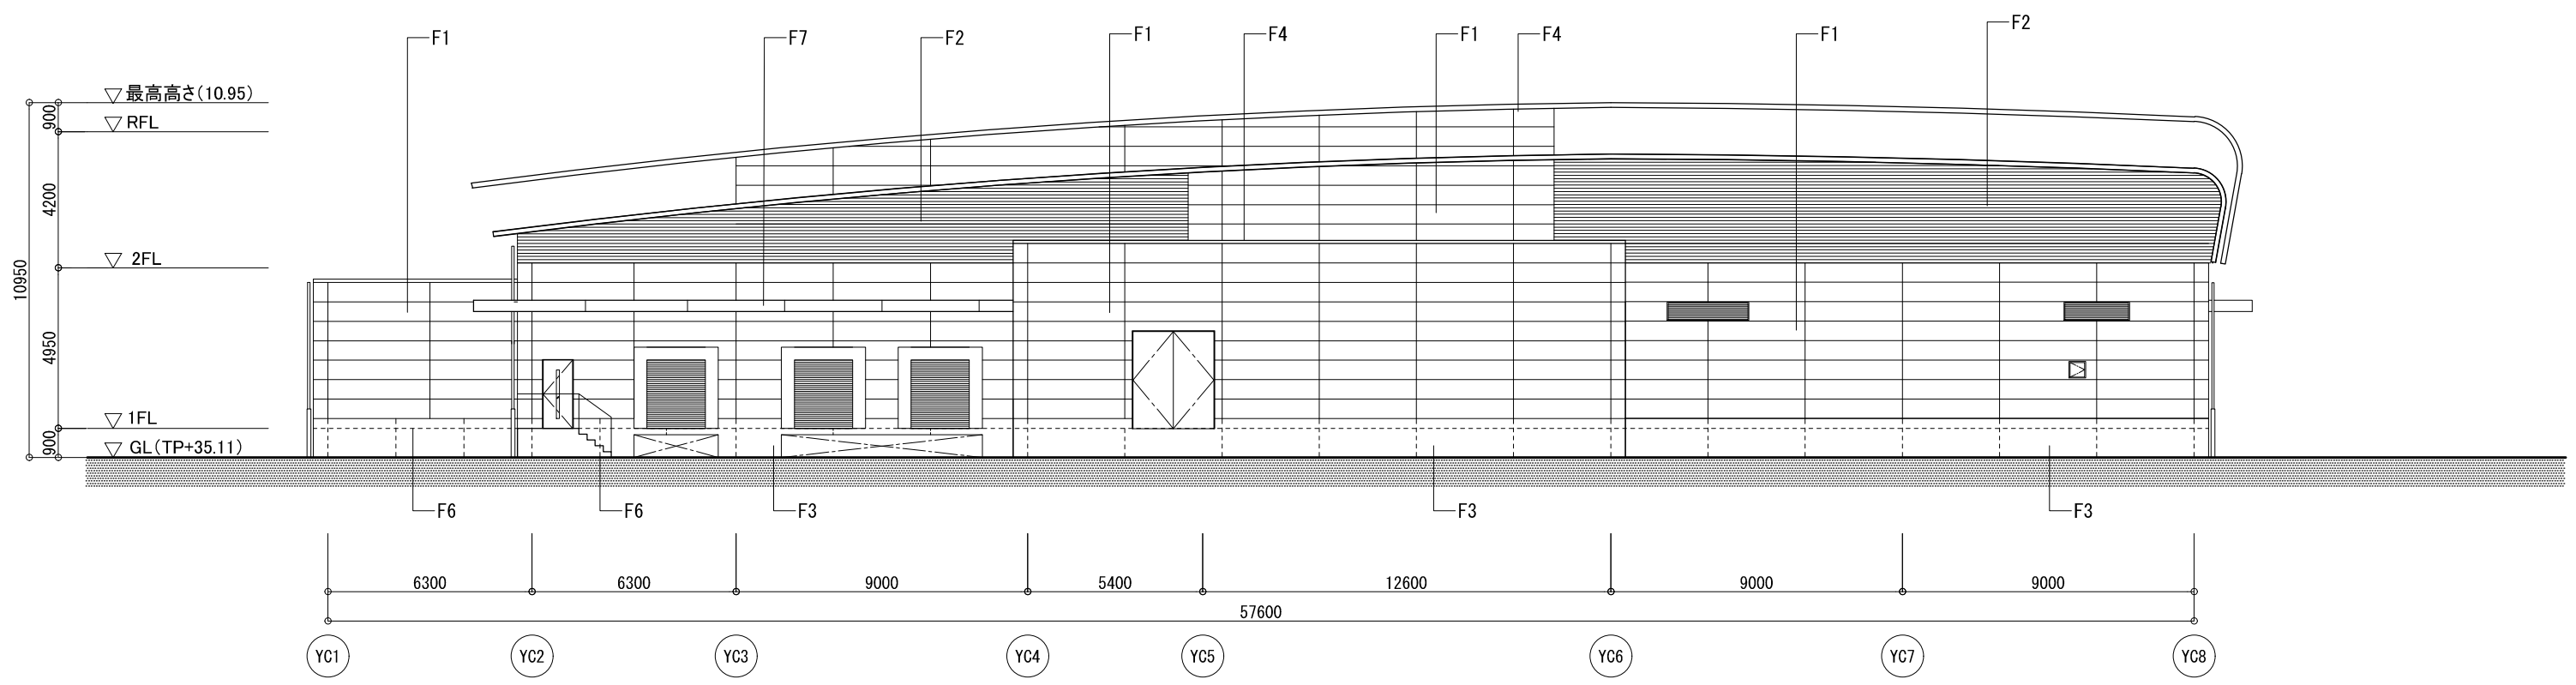 F1
F7
F2
F1
F4
F1
F4
F1
F2
最高高さ(10.95)
RFL
2FL
1FL
GL(TP+35.11)
900
4200
4950
900
10950
F6
F6
F3
F3
F3
6300
6300
9000
5400
12600
9000
9000
57600
YC1
YC2
YC3
YC4
YC5
YC6
YC7
YC8